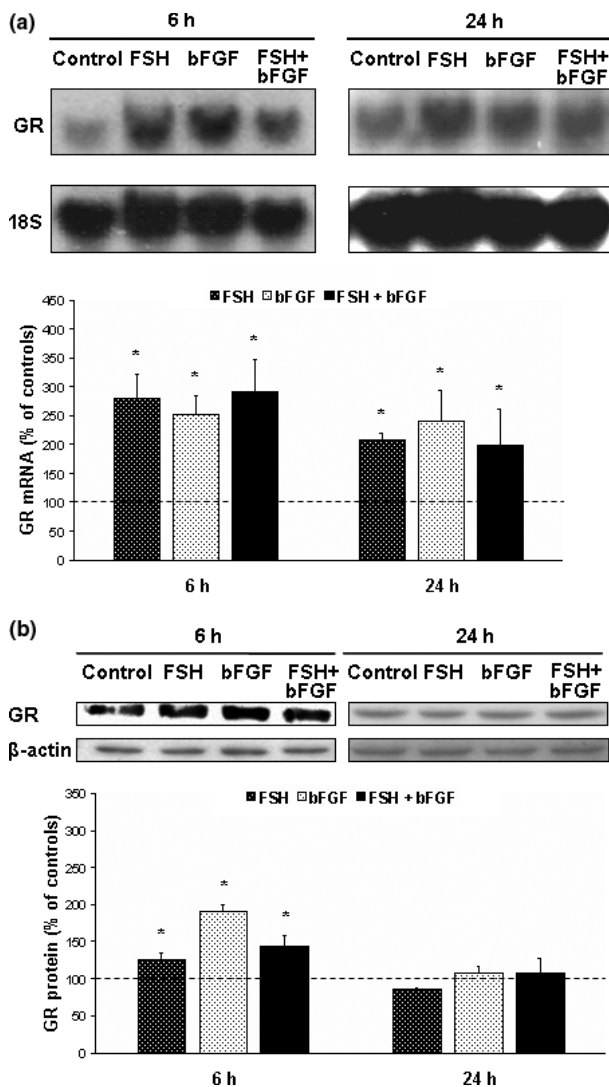 (a)
6 h
24 h
Control FSH bFGF FSH+ bFGF
Control FSH bFGF FSH+ bFGF
GR
18S
FSH bFGF FSH + bFGF
450
400
350
300
250
200
150
100
50
0
GR mRNA (% of controls)
* * * * * *
6 h
24 h
(b)
6 h
24 h
Control FSH bFGF FSH+ bFGF
Control FSH bFGF FSH+ bFGF
GR
β-actin
FSH bFGF FSH + bFGF
350
300
250
200
150
100
50
0
GR protein (% of controls)
* * *
6 h
24 h